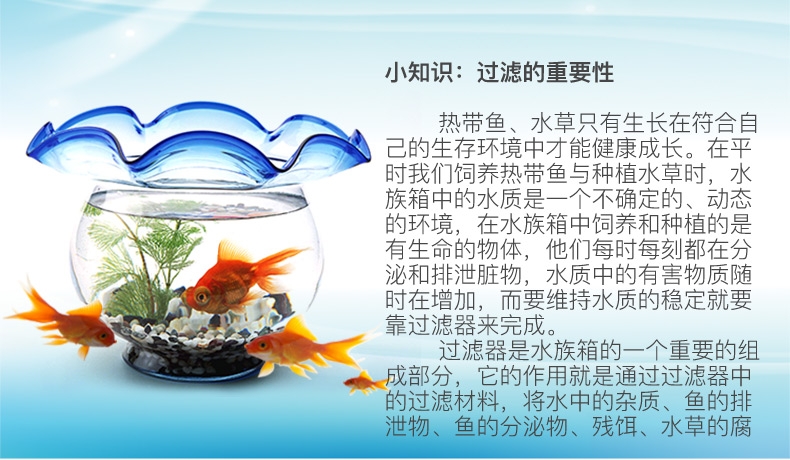 小知识：过滤的重要性
热带鱼、水草只有生长在符合自
己的生存环境中才能健康成长。在平
时我们饲养热带鱼与种植水草时，水
族箱中的水质是一个不确定的、动态
的环境，在水族箱中饲养和种植的是
有生命的物体，他们每时每刻都在分
泌和排泄脏物，水质中的有害物质随
时在增加，而要维持水质的稳定就要
靠过滤器来完成。
过滤器是水族箱的一个重要的组
成部分，它的作用就是通过过滤器中
的过滤材料，将水中的杂质、鱼的排
泄物、鱼的分泌物、残饵、水草的腐